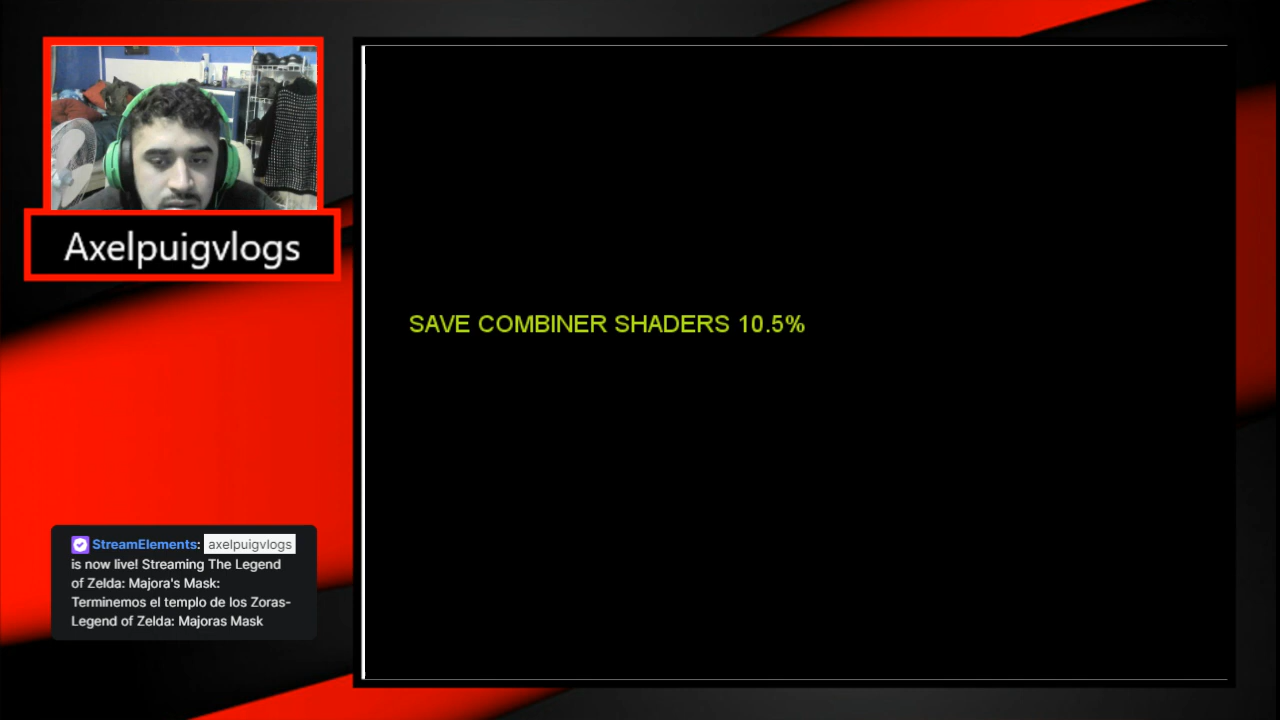 Axelpuigvlogs
SAVE COMBINER SHADERS 10.5%
StreamElements: axelpuigvlogs
is now live! Streaming The Legend
of Zelda: Majora's Mask:
Terminemos el templo de los Zoras-
Legend of Zelda: Majoras Mask